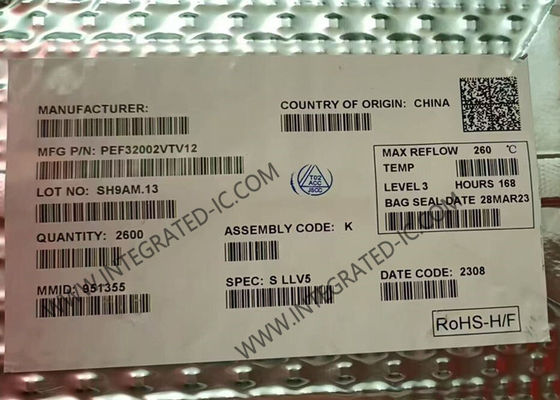 MANUFACTURER:
COUNTRY OF ORIGIN: CHINA
MFG P/N: PEF32002VTV12
LOT NO: SH9AM.13
T02
ACC
MAX REFLOW 260 ℃
TEMP
LEVEL 3 HOURS 168
BAG SEAL DATE 28MAR23
QUANTITY: 2600
ASSEMBLY CODE: K
MMID: 951355
SPEC: S LLV5
DATE CODE: 2308
RoHS-H/F
WWW.INTEGRATED-IC.COM
WWW.INTEGRATED-IC.COM